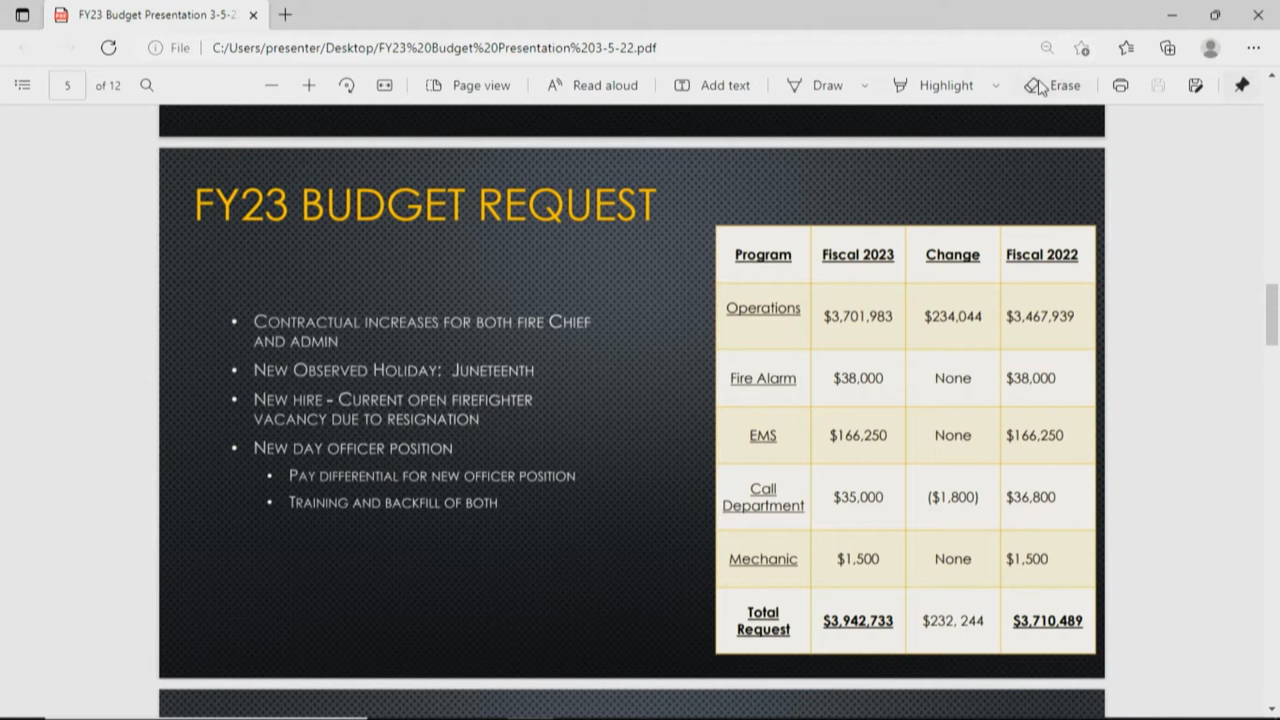 FY23 Budget Presentation 3-5-2
File
C:/Users/presenter/Desktop/FY23%20Budget%20Presentation%203-5-22.pdf
5 of 12
Page view
Read aloud
Add text
Draw
Highlight
Erase
FY23 BUDGET REQUEST
• CONTRACTUAL INCREASES FOR BOTH FIRE CHIEF
AND ADMIN
• NEW OBSERVED HOLIDAY: JUNETEENTH
• NEW HIRE - CURRENT OPEN FIREFIGHTER
VACANCY DUE TO RESIGNATION
• NEW DAY OFFICER POSITION
• PAY DIFFERENTIAL FOR NEW OFFICER POSITION
• TRAINING AND BACKFILL OF BOTH
Program Fiscal 2023 Change Fiscal 2022
Operations $3,701,983 $234,044 $3,467,939
Fire Alarm $38,000 None $38,000
EMS $166,250 None $166,250
Call
Department $35,000 ($1,800) $36,800
Mechanic $1,500 None $1,500
Total
Request $3,942,733 $232, 244 $3,710,489